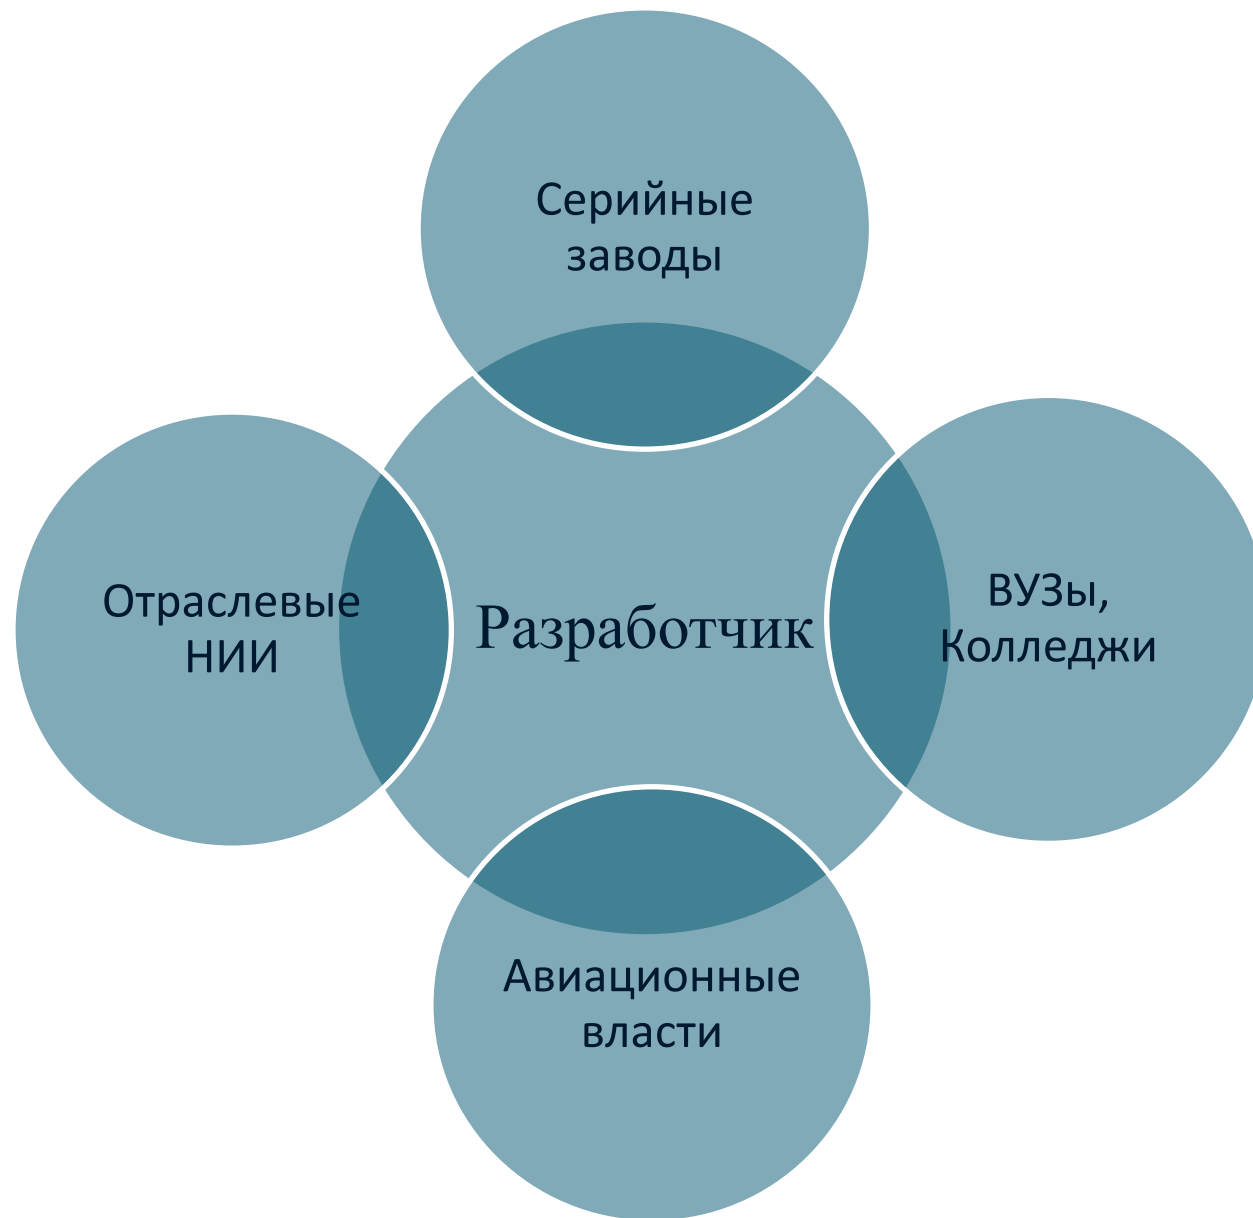 Серийные
заводы
Отраслевые
НИИ
Разработчик
ВУЗы,
Колледжи
Авиационные
власти